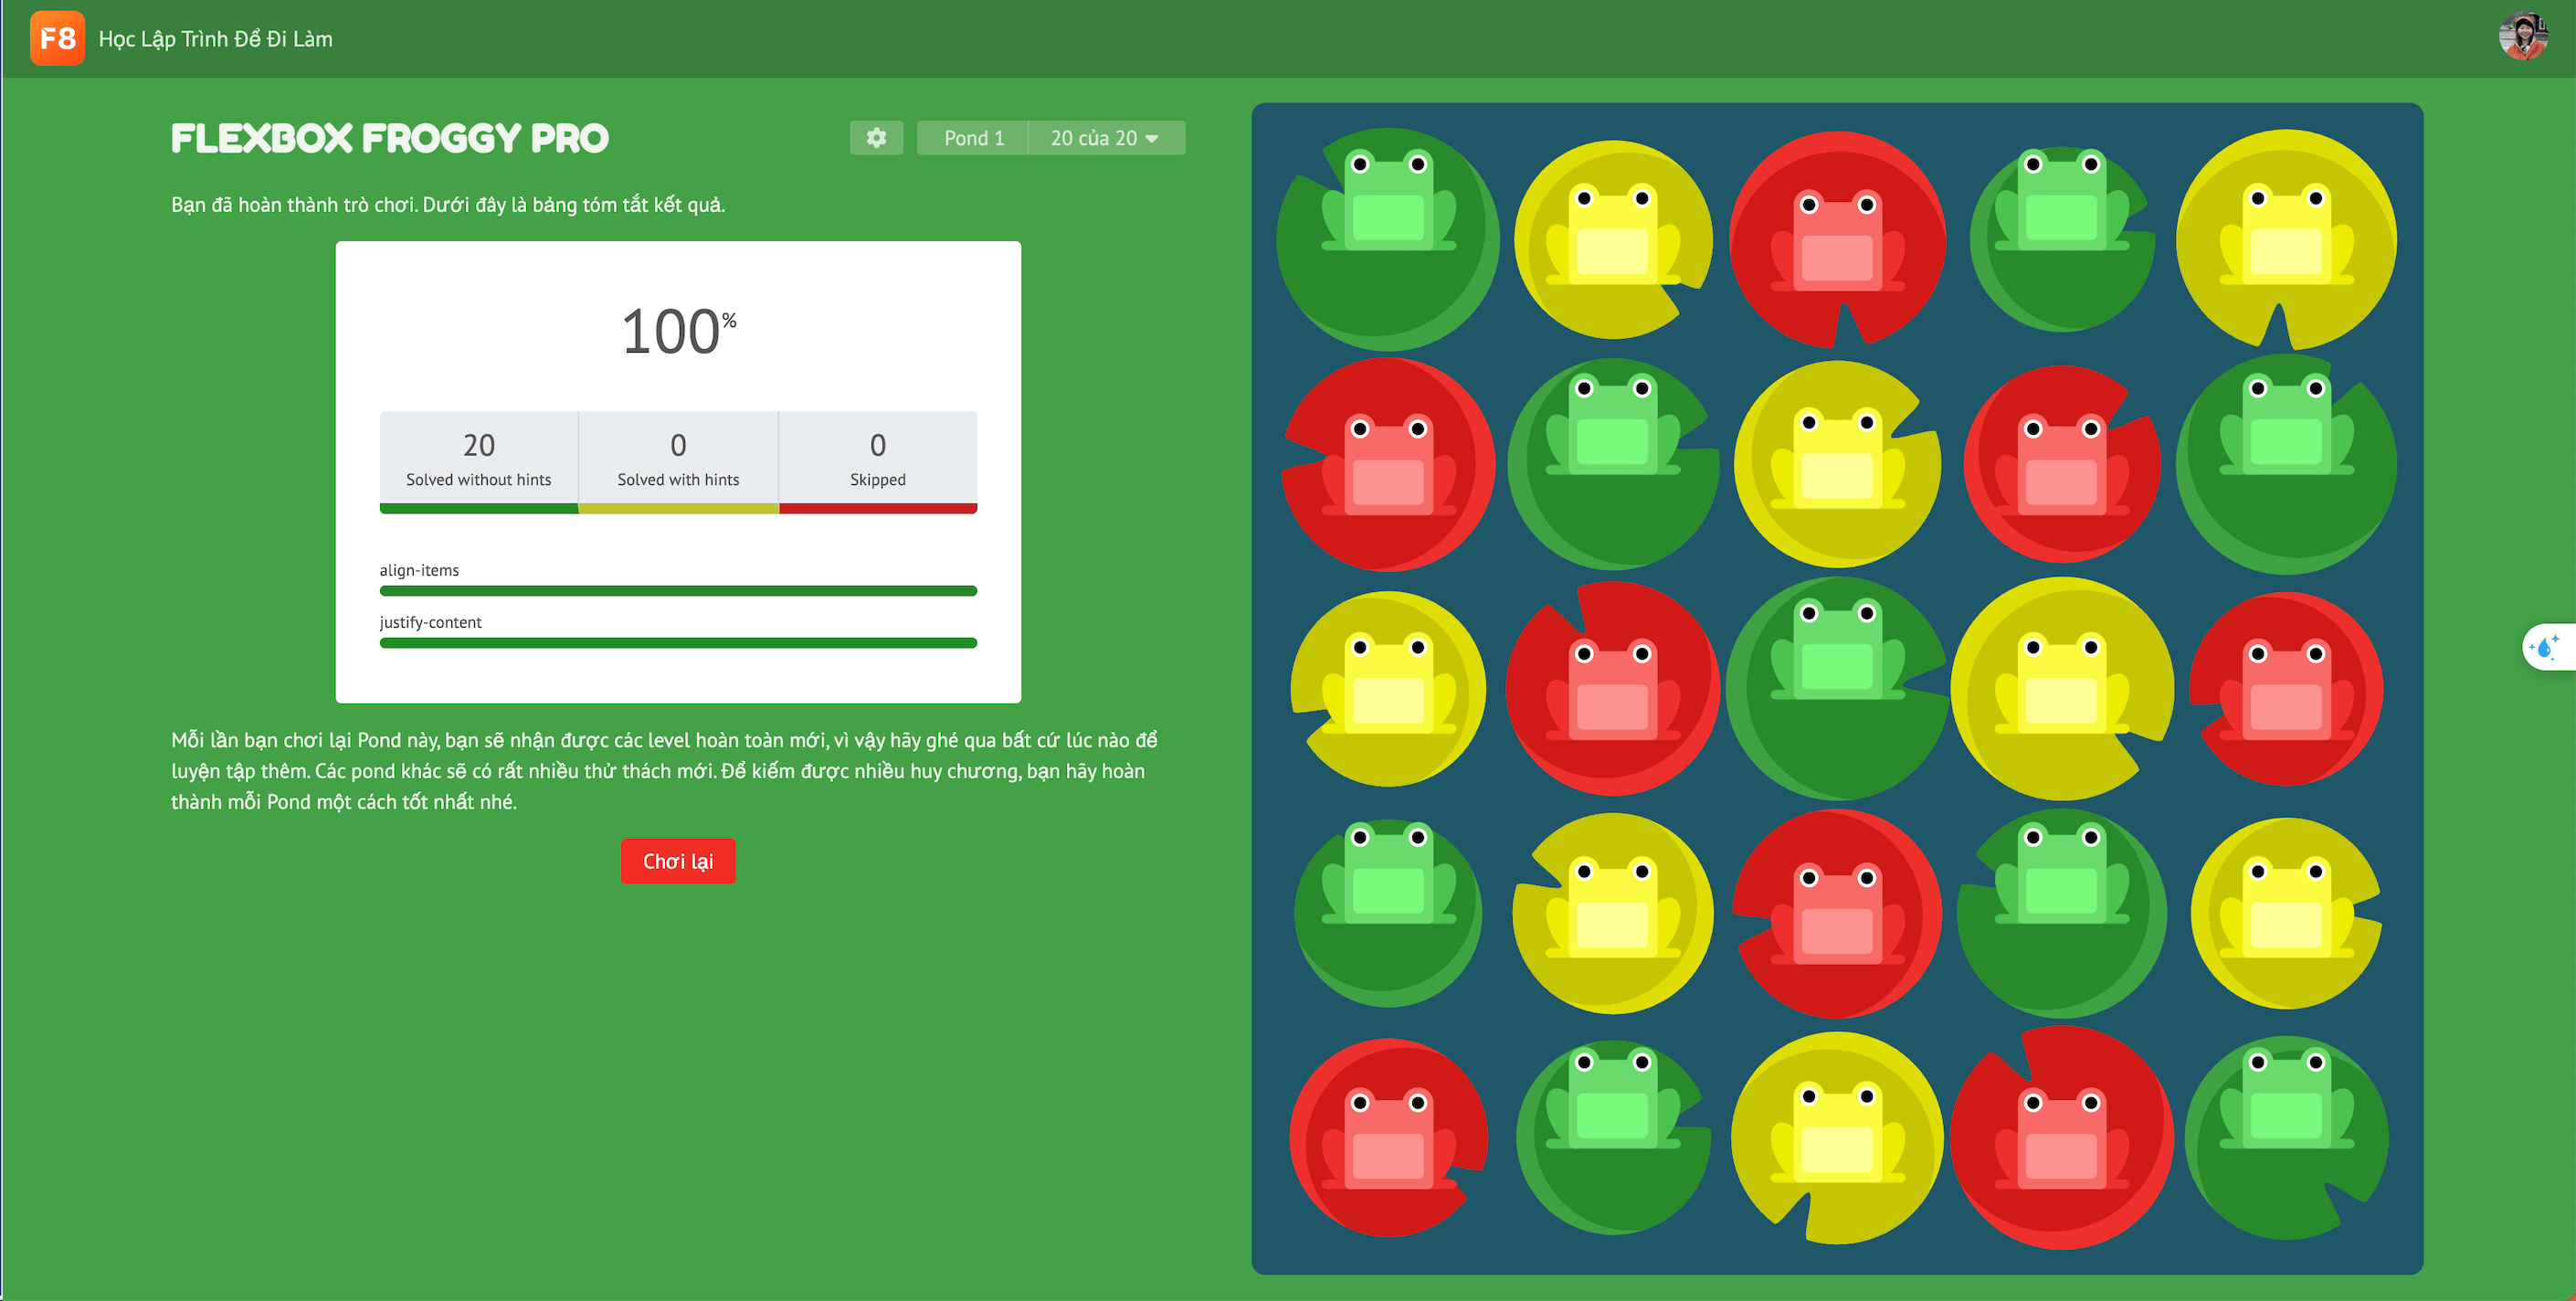 F8 Học Lập Trình Để Đi Làm
FLEXBOX FROGGY PRO
Pond 1
20 của 20
Bạn đã hoàn thành trò chơi. Dưới đây là bảng tóm tắt kết quả.
100%
20
Solved without hints
0
Solved with hints
0
Skipped
align-items
justify-content
Mỗi lần bạn chơi lại Pond này, bạn sẽ nhận được các level hoàn toàn mới, vì vậy hãy ghé qua bất cứ lúc nào để
luyện tập thêm. Các pond khác sẽ có rất nhiều thử thách mới. Để kiếm được nhiều huy chương, bạn hãy hoàn
thành mỗi Pond một cách tốt nhất nhé.
Chơi lại